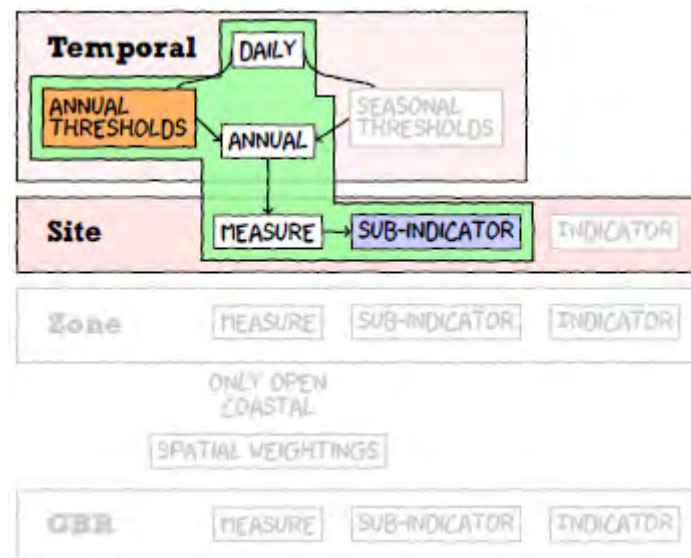 Temporal
DAILY
ANNUAL
THRESHOLDS
SEASONAL
THRESHOLDS
ANNUAL
Site
MEASURE
SUB-INDICATOR
INDICATOR
Zone
MEASURE
SUB-INDICATOR
INDICATOR
ONLY OPEN
COASTAL
SPATIAL WEIGHTINGS
GBR
MEASURE
SUB-INDICATOR
INDICATOR